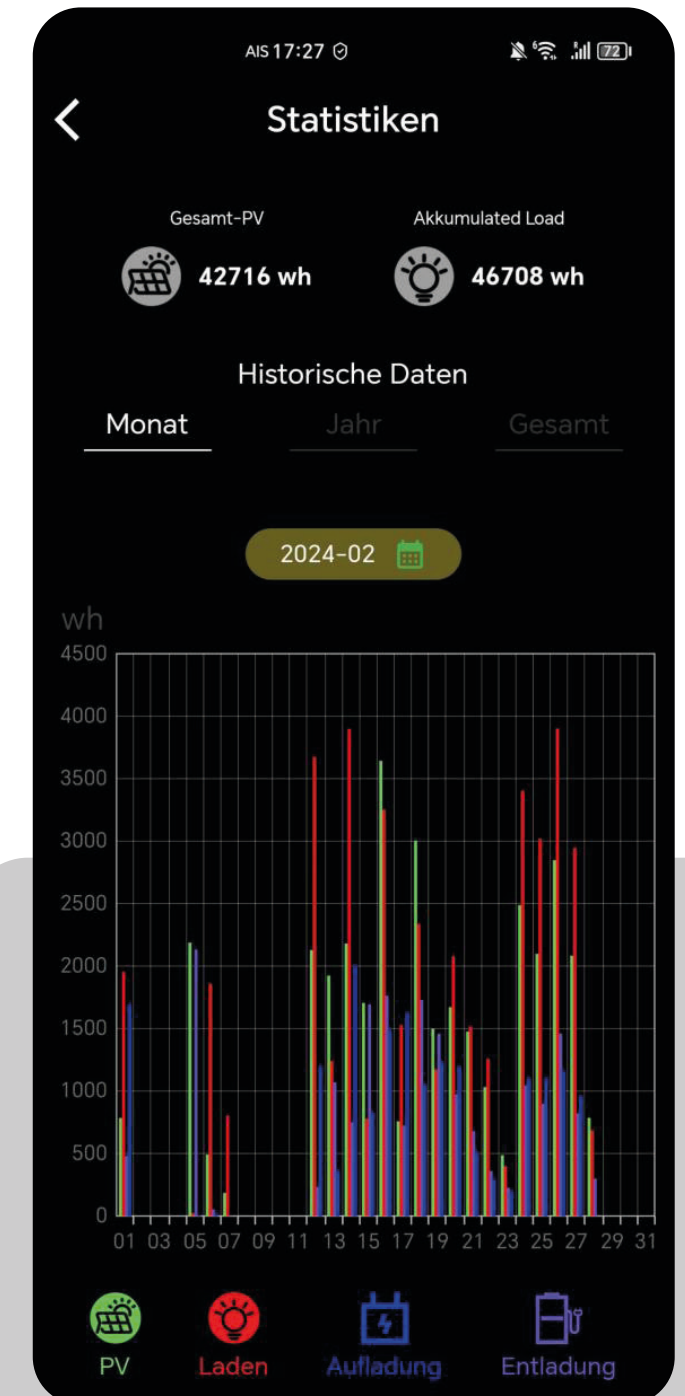 AIS 17:27 6 72
Statistiken
Gesamt-PV Akkumulated Load
42716 wh 46708 wh
Historische Daten
Monat Jahr Gesamt
2024-02
wh
4500
4000
3500
3000
2500
2000
1500
1000
500
0
01 03 05 07 09 11 13 15 17 19 21 23 25 27 29 31
PV Laden Aufladung Entladung